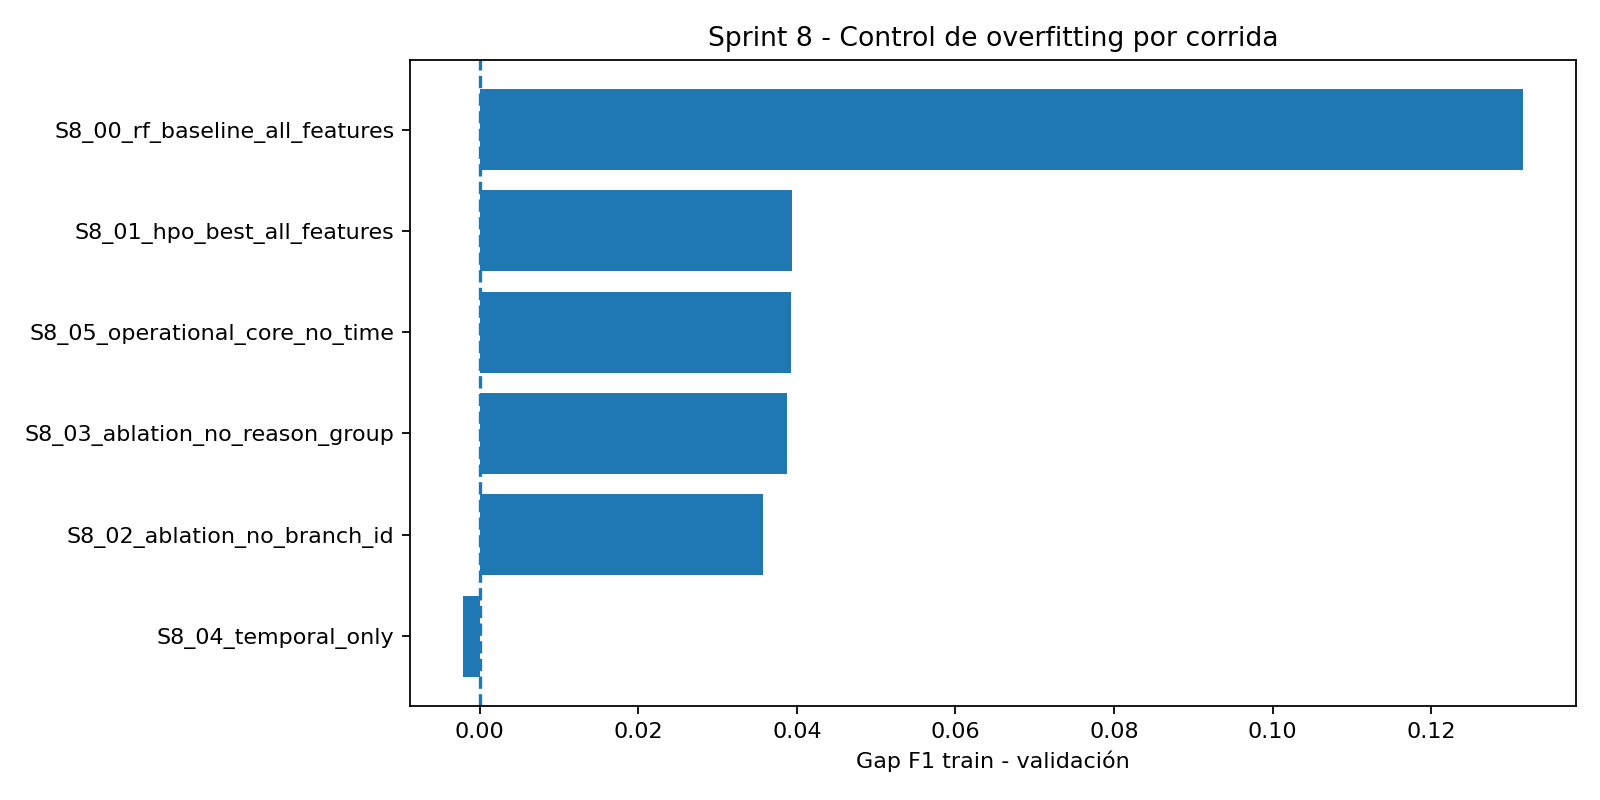 Sprint 8 - Control de overfitting por corrida
S8_00_rf_baseline_all_features
S8_01_hpo_best_all_features
S8_05_operational_core_no_time
S8_03_ablation_no_reason_group
S8_02_ablation_no_branch_id
S8_04_temporal_only
0.00 0.02 0.04 0.06 0.08 0.10 0.12
Gap F1 train - validación